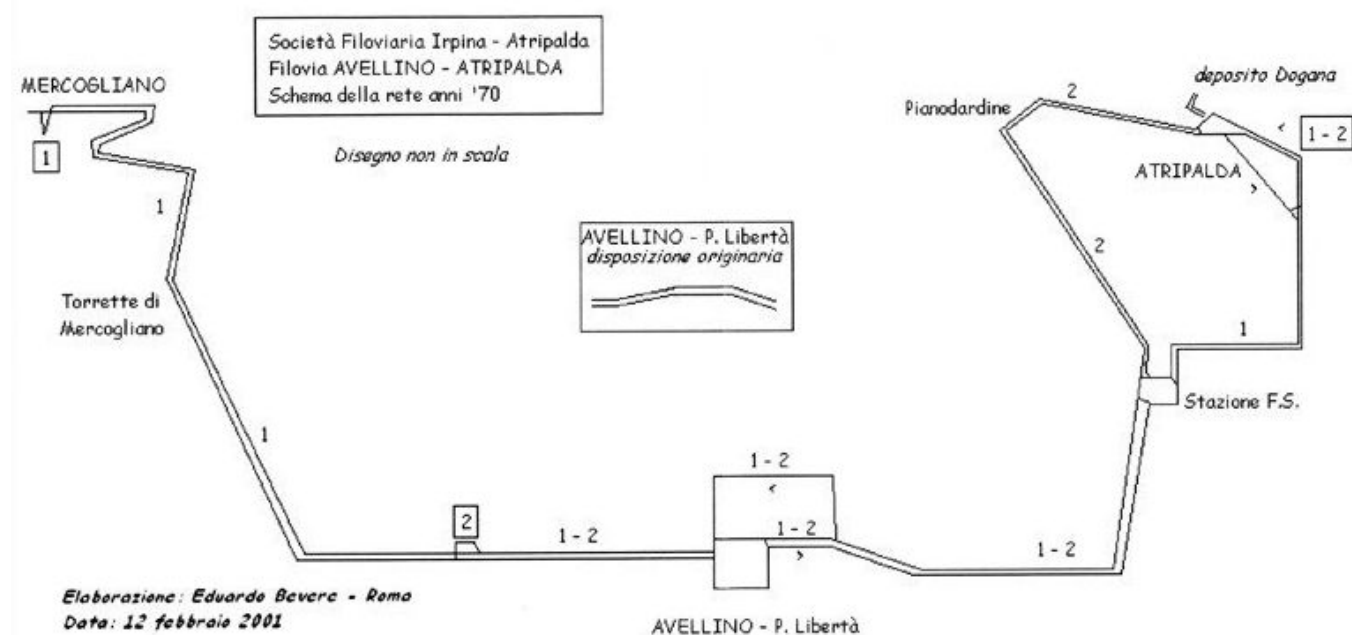 Società Filoviaria Irpina - Atripalda
Filovia AVELLINO - ATRIPALDA
Schema della rete anni '70
Disegno non in scala
MERCOGLIANO
1
1
Torrette di
Mercogliano
1
2
1 - 2
AVELLINO - P. Libertà
disposizione originaria
1 - 2
1 - 2
AVELLINO - P. Libertà
1 - 2
Pianodardine
2
deposito Dogana
1 - 2
ATRIPALDA
2
1
Stazione F.S.
Elaborazione: Eduardo Bevere - Roma
Data: 12 febbraio 2001